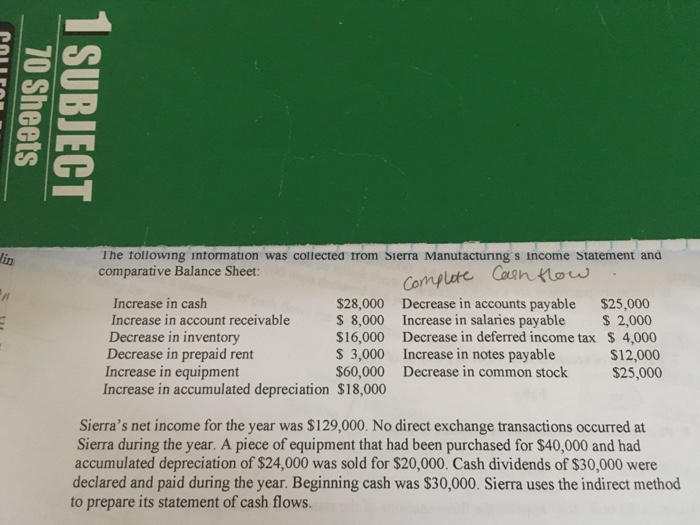 1 SUBJECT
70 Sheets
lin
The following information was collected from Sierra Manufacturing's Income Statement and
comparative Balance Sheet:
Complete Cash flow
Increase in cash $28,000 Decrease in accounts payable $25,000
Increase in account receivable $ 8,000 Increase in salaries payable $ 2,000
Decrease in inventory $16,000 Decrease in deferred income tax $ 4,000
Decrease in prepaid rent $ 3,000 Increase in notes payable $12,000
Increase in equipment $60,000 Decrease in common stock $25,000
Increase in accumulated depreciation $18,000
Sierra's net income for the year was $129,000. No direct exchange transactions occurred at
Sierra during the year. A piece of equipment that had been purchased for $40,000 and had
accumulated depreciation of $24,000 was sold for $20,000. Cash dividends of $30,000 were
declared and paid during the year. Beginning cash was $30,000. Sierra uses the indirect method
to prepare its statement of cash flows.